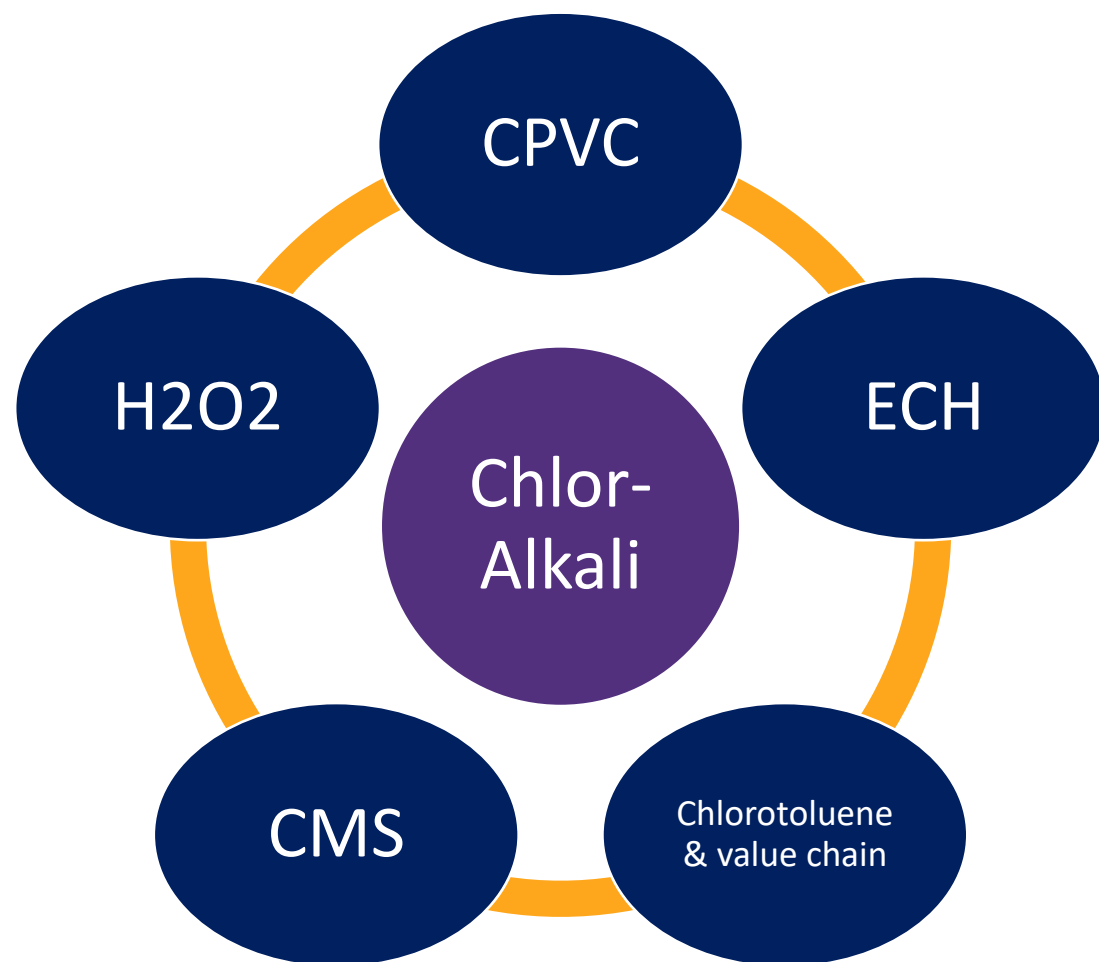 CPVC
H2O2
ECH
Chlor-
Alkali
CMS
Chlorotoluene
& value chain